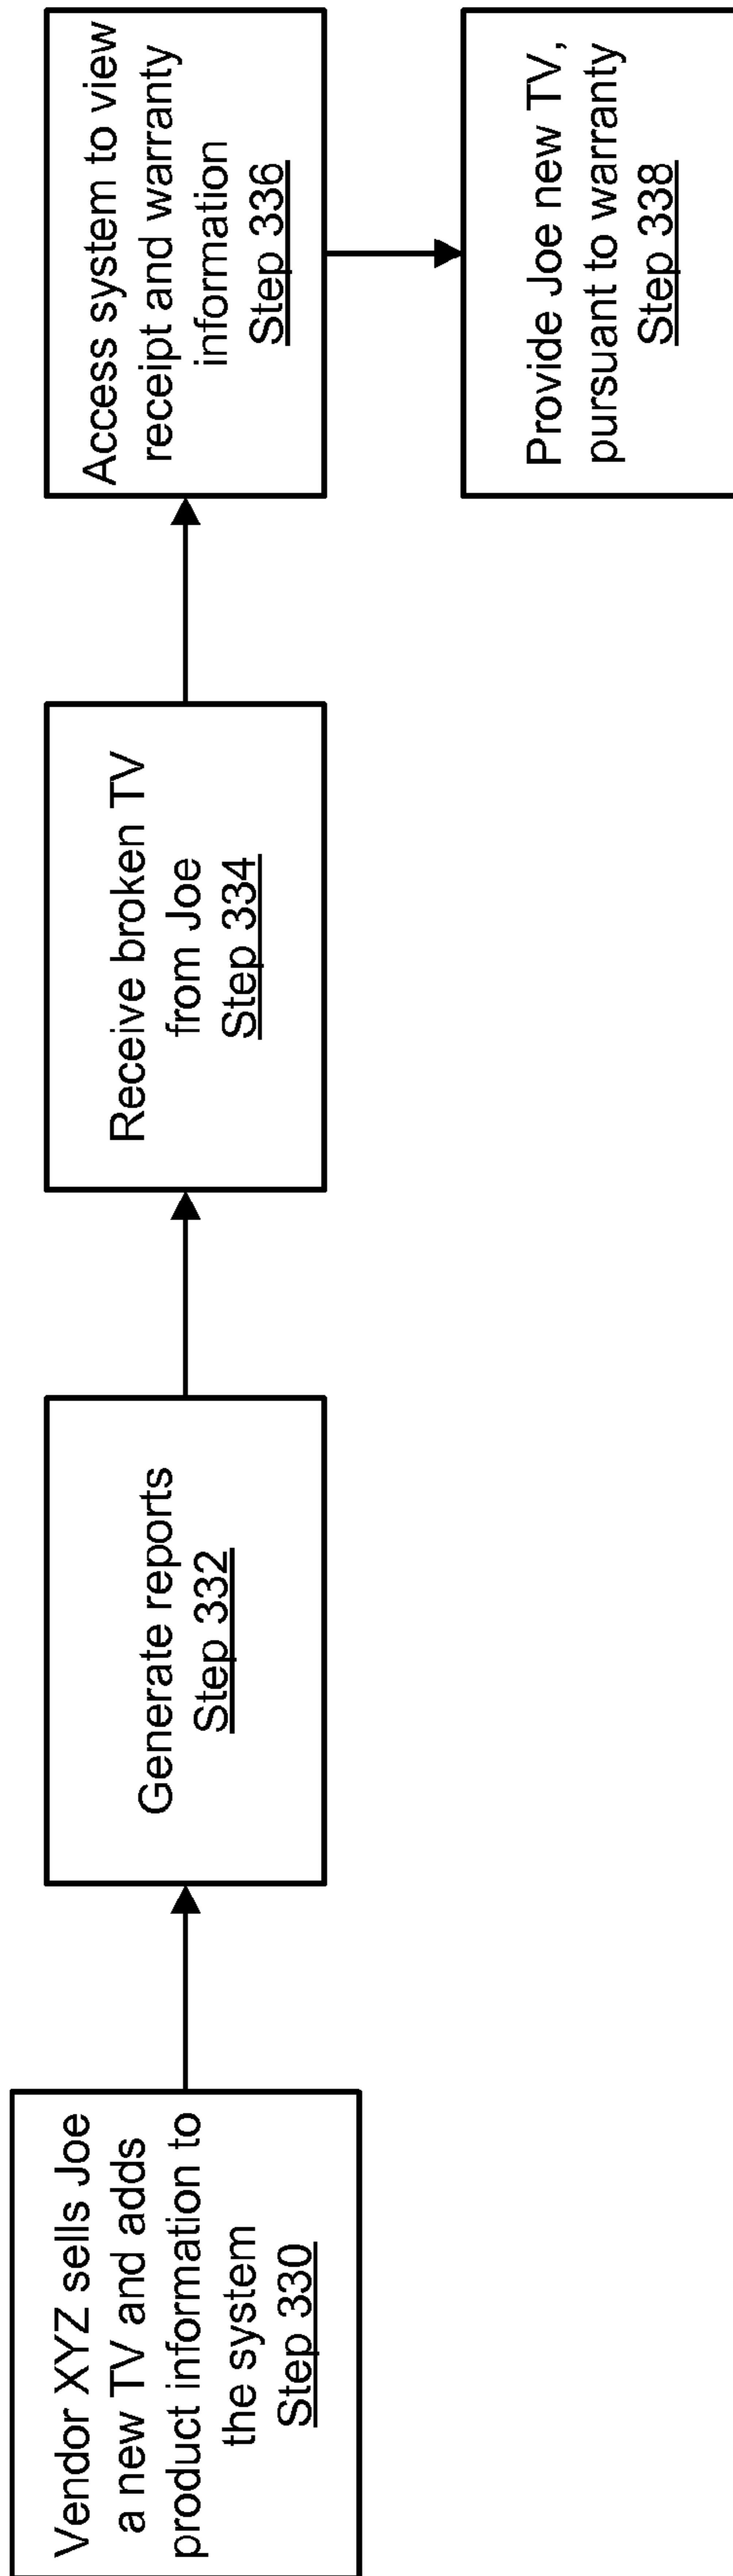 Vendor XYZ sells Joe
a new TV and adds
product information to
the system
Step 330
Generate reports
Step 332
Receive broken TV
from Joe
Step 334
Access system to view
receipt and warranty
information
Step 336
Provide Joe new TV,
pursuant to warranty
Step 338